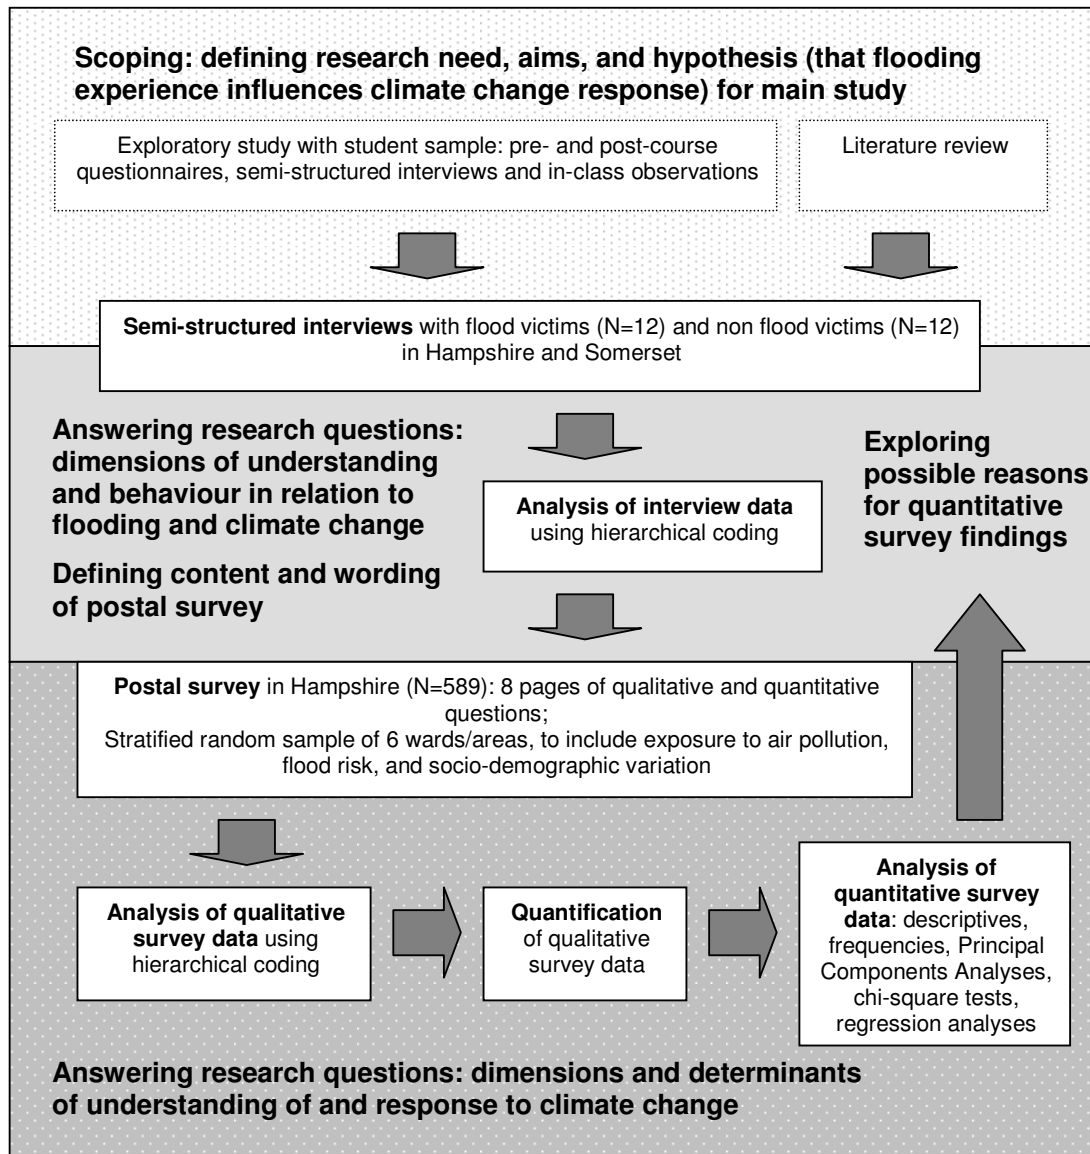 Scoping: defining research need, aims, and hypothesis (that flooding
experience influences climate change response) for main study
Exploratory study with student sample: pre- and post-course
questionnaires, semi-structured interviews and in-class observations
Literature review
Semi-structured interviews with flood victims (N=12) and non flood victims (N=12)
in Hampshire and Somerset
Answering research questions:
dimensions of understanding
and behaviour in relation to
flooding and climate change
Defining content and wording
of postal survey
Analysis of interview data
using hierarchical coding
Exploring
possible reasons
for quantitative
survey findings
Postal survey in Hampshire (N=589): 8 pages of qualitative and quantitative
questions;
Stratified random sample of 6 wards/areas, to include exposure to air pollution,
flood risk, and socio-demographic variation
Analysis of qualitative
survey data using
hierarchical coding
Quantification
of qualitative
survey data
Analysis of
quantitative survey
data: descriptives,
frequencies, Principal
Components Analyses,
chi-square tests,
regression analyses
Answering research questions: dimensions and determinants
of understanding of and response to climate change